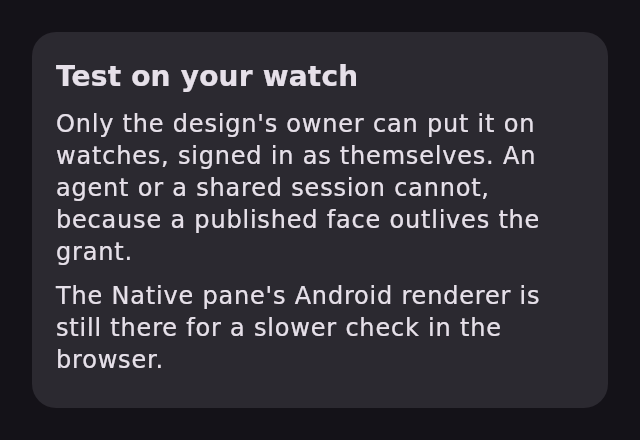 Test on your watch
Only the design's owner can put it on
watches, signed in as themselves. An
agent or a shared session cannot,
because a published face outlives the
grant.
The Native pane's Android renderer is
still there for a slower check in the
browser.